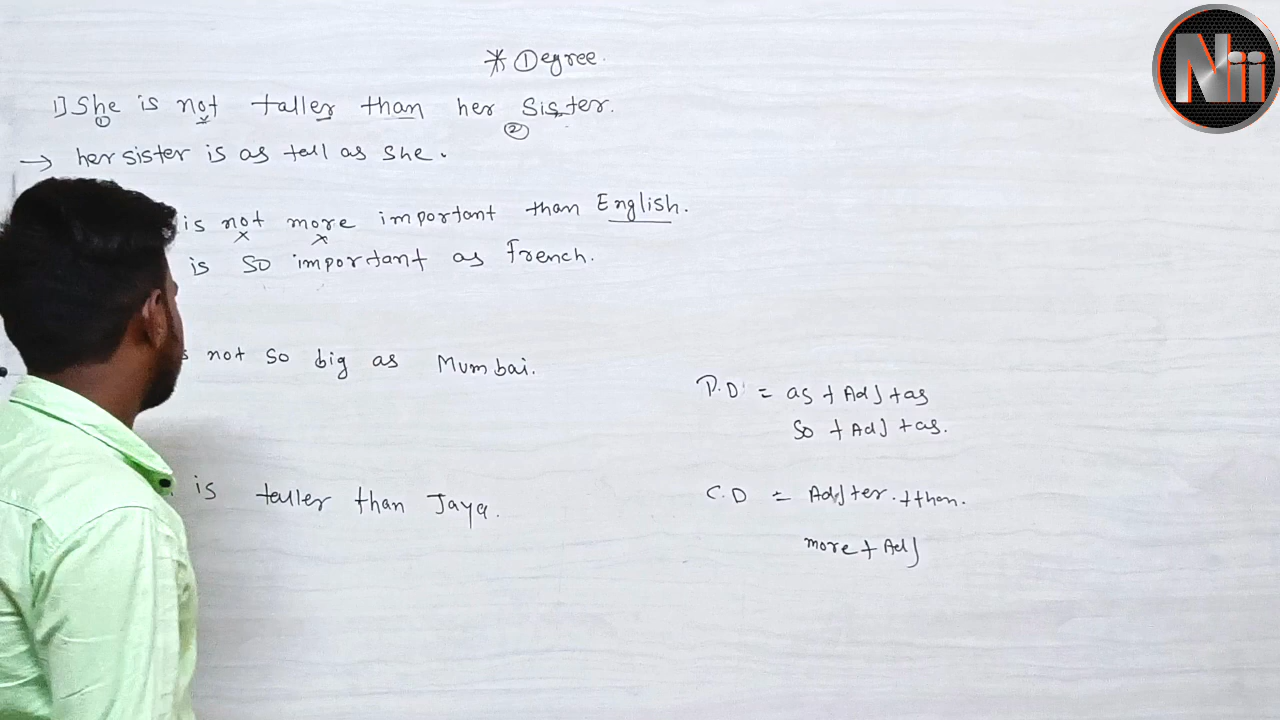 * Degree.
1] She is not taller than her Sister.
① ②
→ her sister is as tall as She.
is not more important than English.
is so important as French.
not so big as Mumbai.
is taller than Jaya.
P.D = as + Adj + as
So + Adj + as.
C.D = Adj + er. + than.
more + Adj
Nii